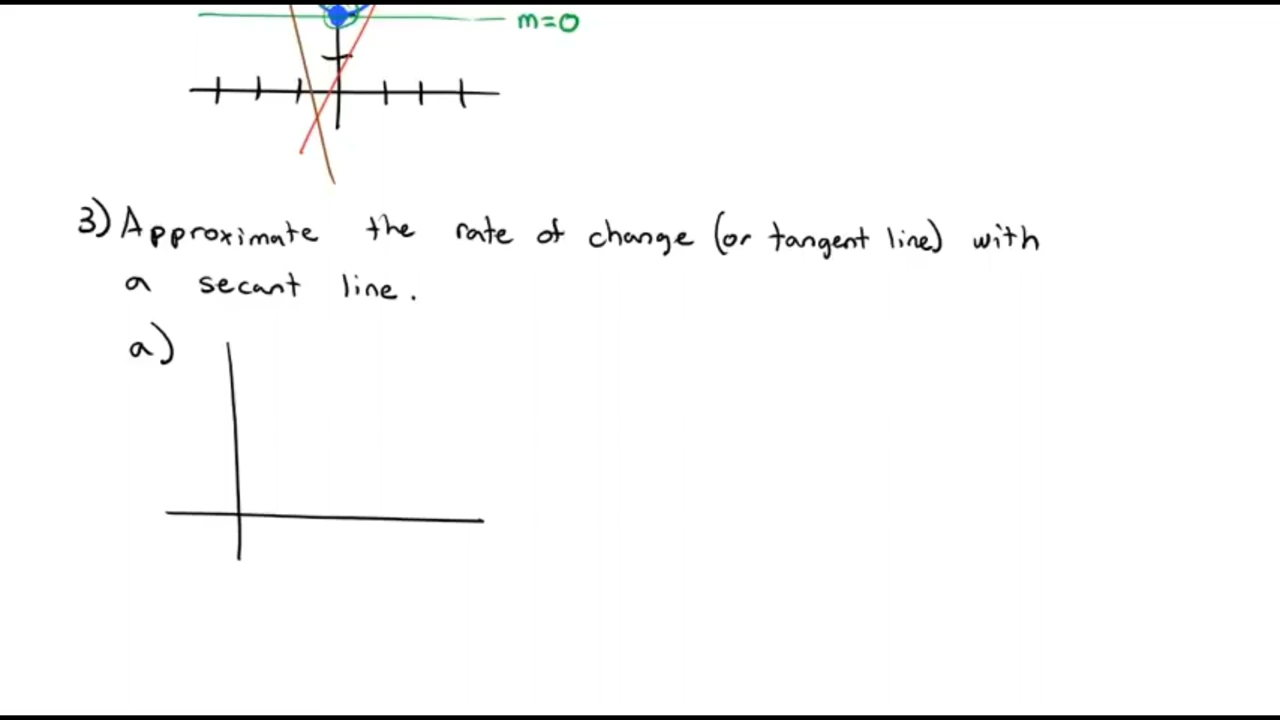 m=0
3) Approximate the rate of change (or tangent line) with
a secant line.
a)